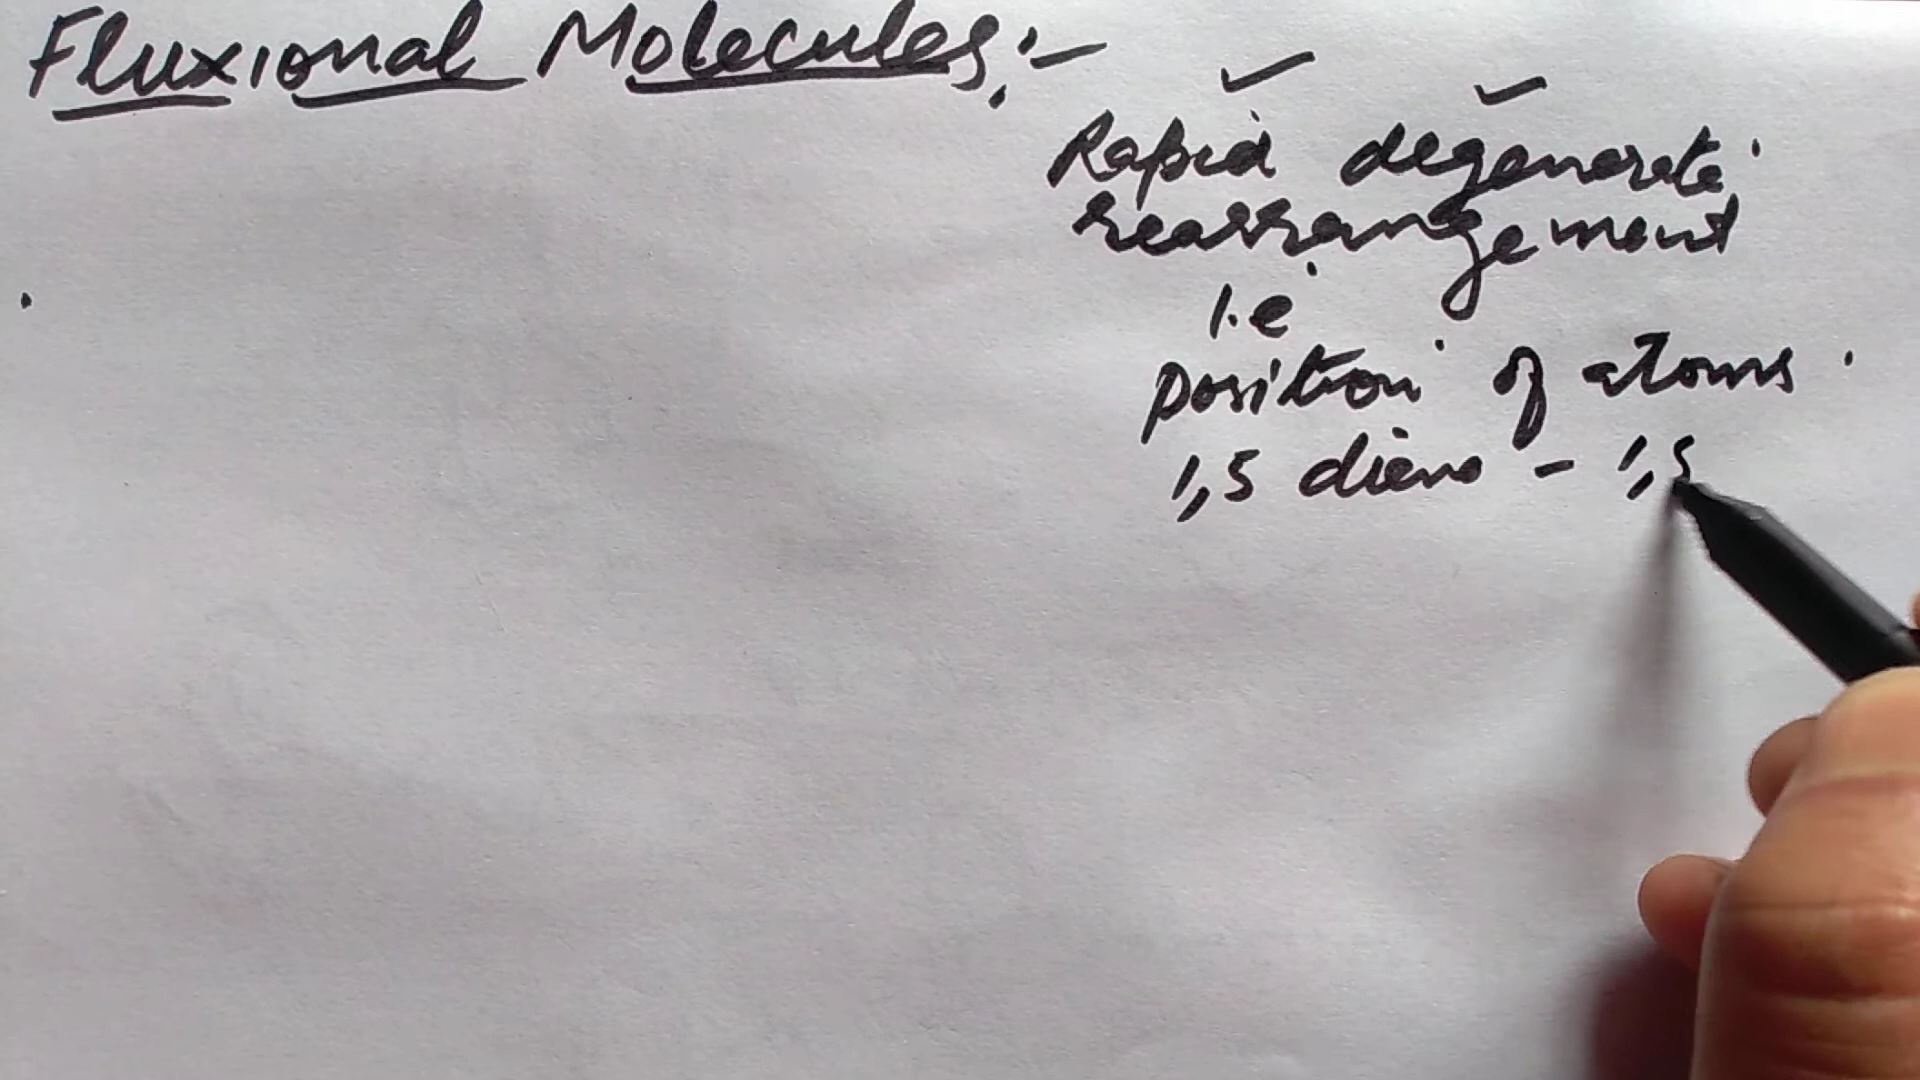 Fluxional Molecules:-
Rapid degenerate
rearrangement
i.e
position of atoms
1,5 diene - 1,5